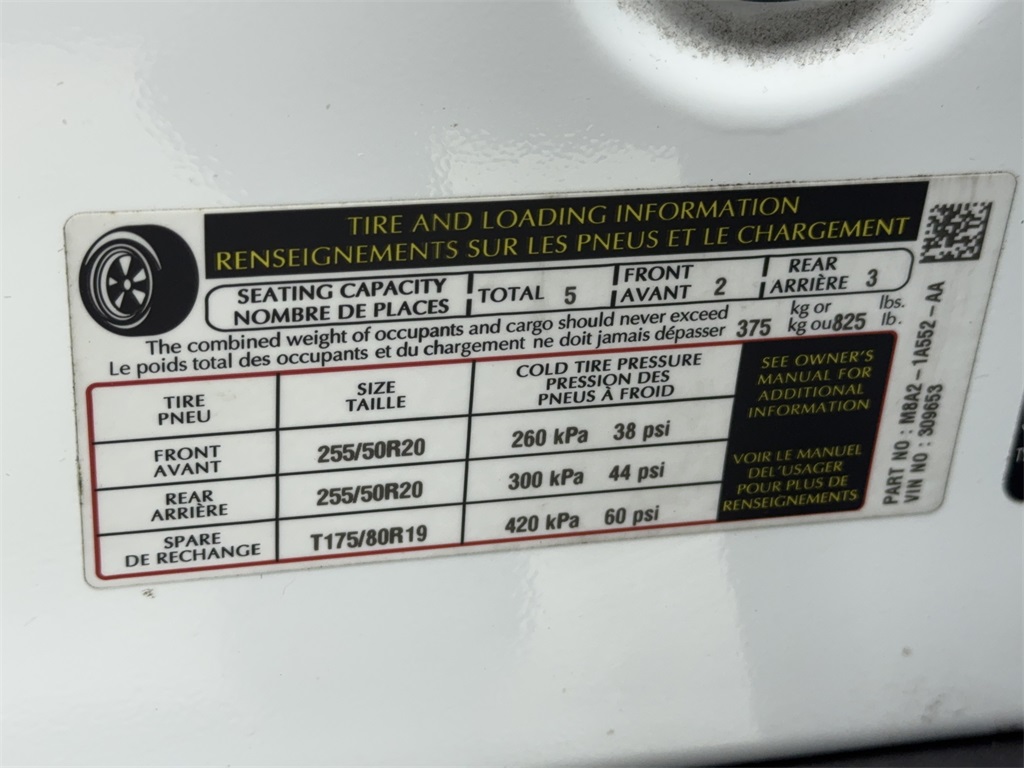 TIRE AND LOADING INFORMATION
RENSEIGNEMENTS SUR LES PNEUS ET LE CHARGEMENT
SEATING CAPACITY
NOMBRE DE PLACES
TOTAL 5
FRONT
AVANT 2
REAR
ARRIÈRE 3
The combined weight of occupants and cargo should never exceed
Le poids total des occupants et du chargement ne doit jamais dépasser
375
kg or
kg ou
825
lbs.
lb.
TIRE
PNEU
SIZE
TAILLE
COLD TIRE PRESSURE
PRESSION DES
PNEUS À FROID
FRONT
AVANT
255/50R20
260 kPa 38 psi
REAR
ARRIÈRE
255/50R20
300 kPa 44 psi
SPARE
DE RECHANGE
T175/80R19
420 kPa 60 psi
SEE OWNER'S
MANUAL FOR
ADDITIONAL
INFORMATION
VOIR LE MANUEL
DEL'USAGER
POUR PLUS DE
RENSEIGNEMENTS
PART NO : M8A2-1A552-AA
VIN NO : 309653